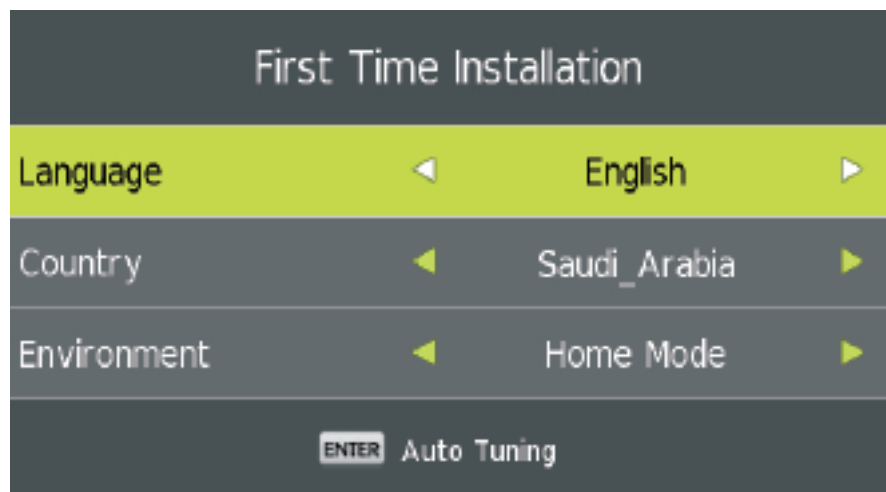 First Time Installation
Language English
Country Saudi_Arabia
Environment Home Mode
ENTER Auto Tuning